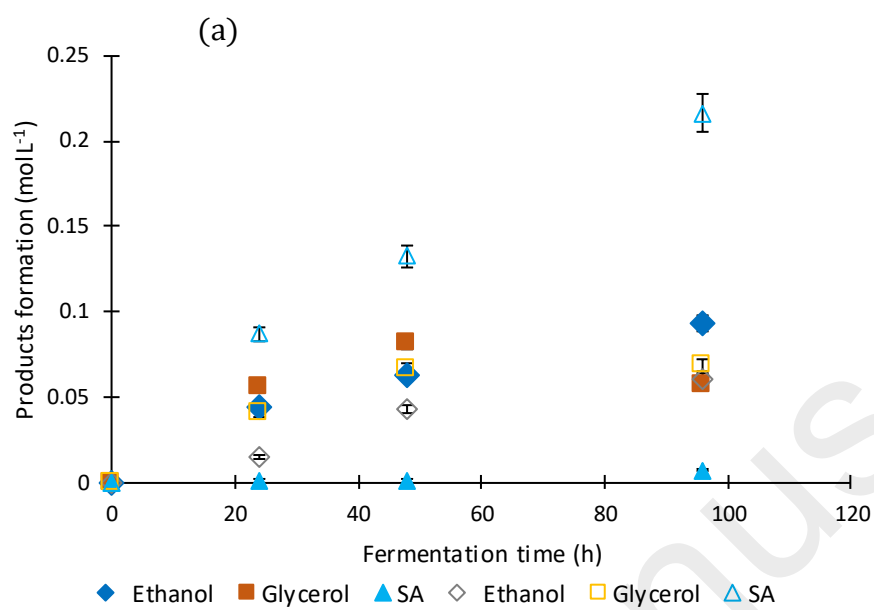 (a)
0.25
0.2
0.15
0.1
0.05
0
Products formation (mol L-1)
0 20 40 60 80 100 120
Fermentation time (h)
Ethanol Glycerol SA Ethanol Glycerol SA
nus